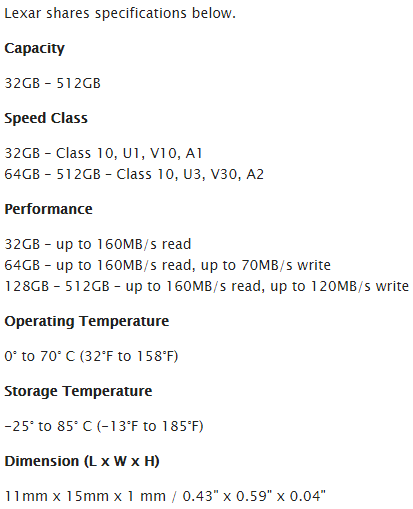 Lexar shares specifications below.
Capacity
32GB – 512GB
Speed Class
32GB – Class 10, U1, V10, A1
64GB – 512GB – Class 10, U3, V30, A2
Performance
32GB – up to 160MB/s read
64GB – up to 160MB/s read, up to 70MB/s write
128GB – 512GB – up to 160MB/s read, up to 120MB/s write
Operating Temperature
0° to 70° C (32°F to 158°F)
Storage Temperature
-25° to 85° C (-13°F to 185°F)
Dimension (L x W x H)
11mm x 15mm x 1 mm / 0.43" x 0.59" x 0.04"